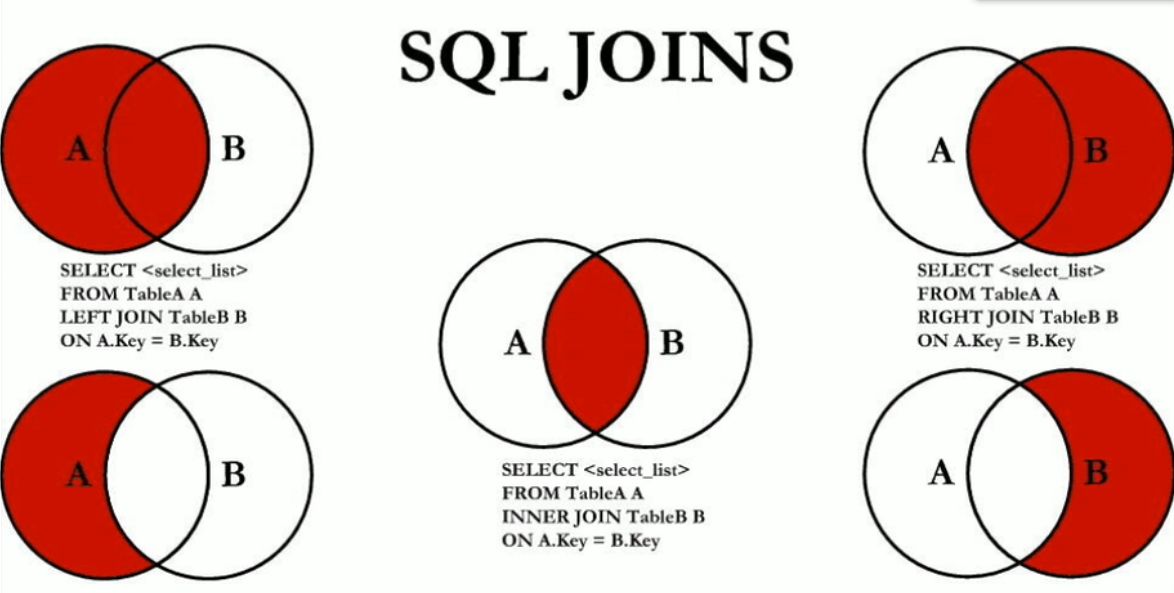 SQL JOINS
A
B
SELECT <select_list>
FROM TableA A
LEFT JOIN TableB B
ON A.Key = B.Key
A
B
SELECT <select_list>
FROM TableA A
RIGHT JOIN TableB B
ON A.Key = B.Key
A
B
SELECT <select_list>
FROM TableA A
INNER JOIN TableB B
ON A.Key = B.Key
A
B
A
B